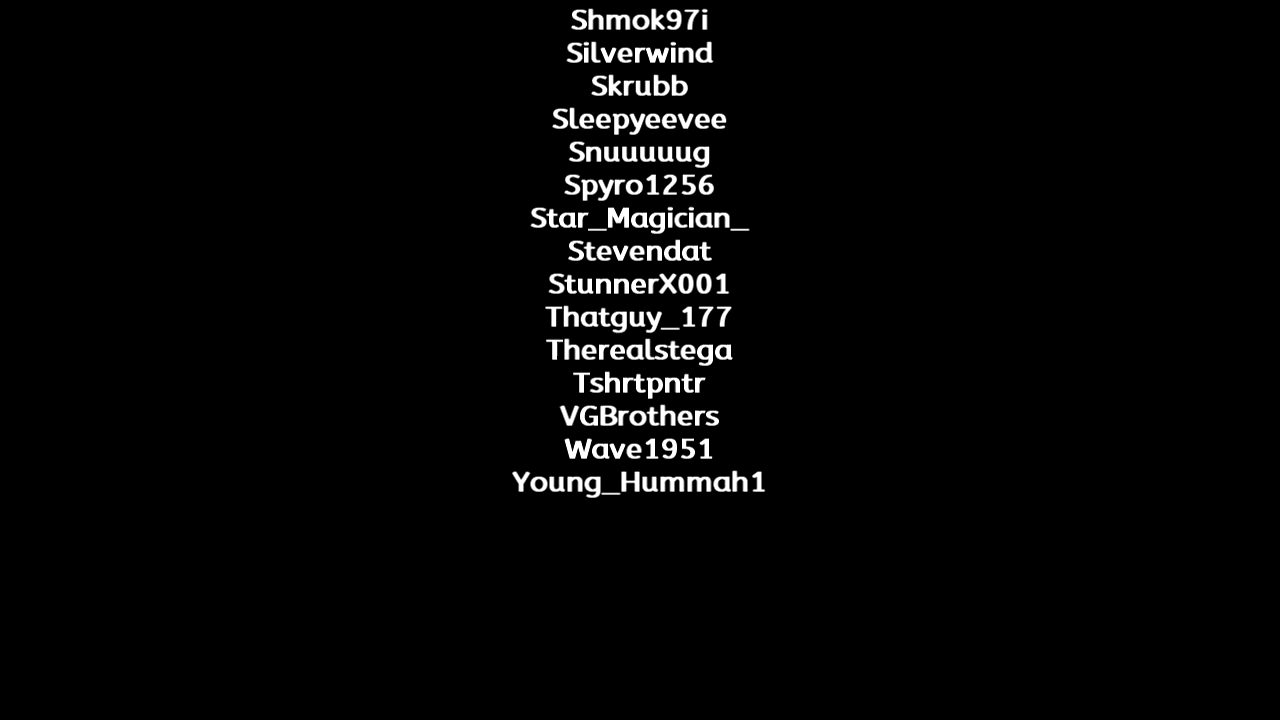 Shmok97i
Silverwind
Skrubb
Sleepyeevee
Snuuuuug
Spyro1256
Star_Magician_
Stevendat
StunnerX001
Thatguy_177
Therealstega
Tshrtpntr
VGBrothers
Wave1951
Young_Hummah1